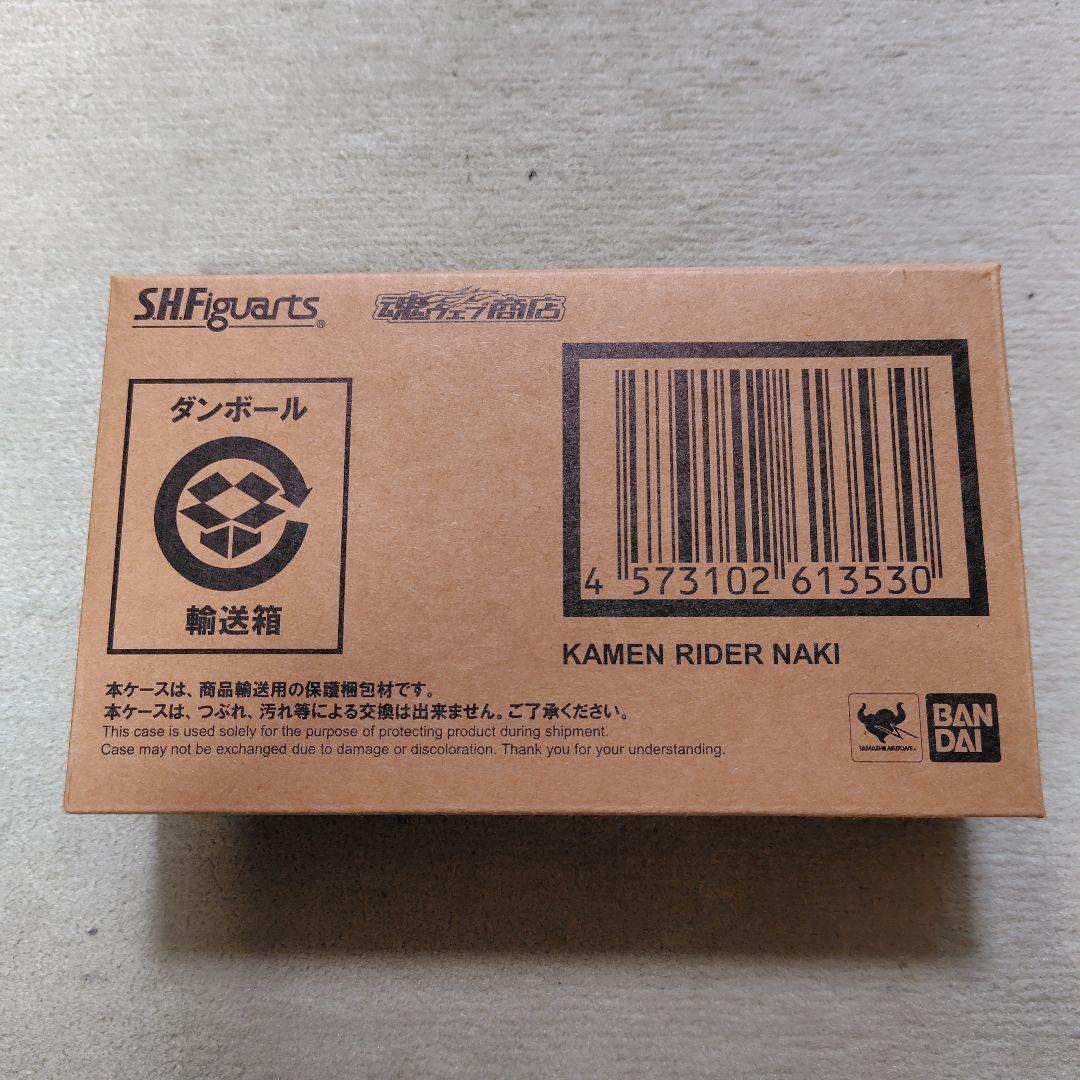 S.H.Figuarts®
魂ウェブ商店
ダンボール
輸送箱
4 573102 613530
KAMEN RIDER NAKI
本ケースは、商品輸送用の保護梱包材です。
本ケースは、つぶれ、汚れ等による交換は出来ません。ご了承ください。
This case is used solely for the purpose of protecting product during shipment.
Case may not be exchanged due to damage or discoloration. Thank you for your understanding.
TAMASHII NATIONS
BAN
DAI